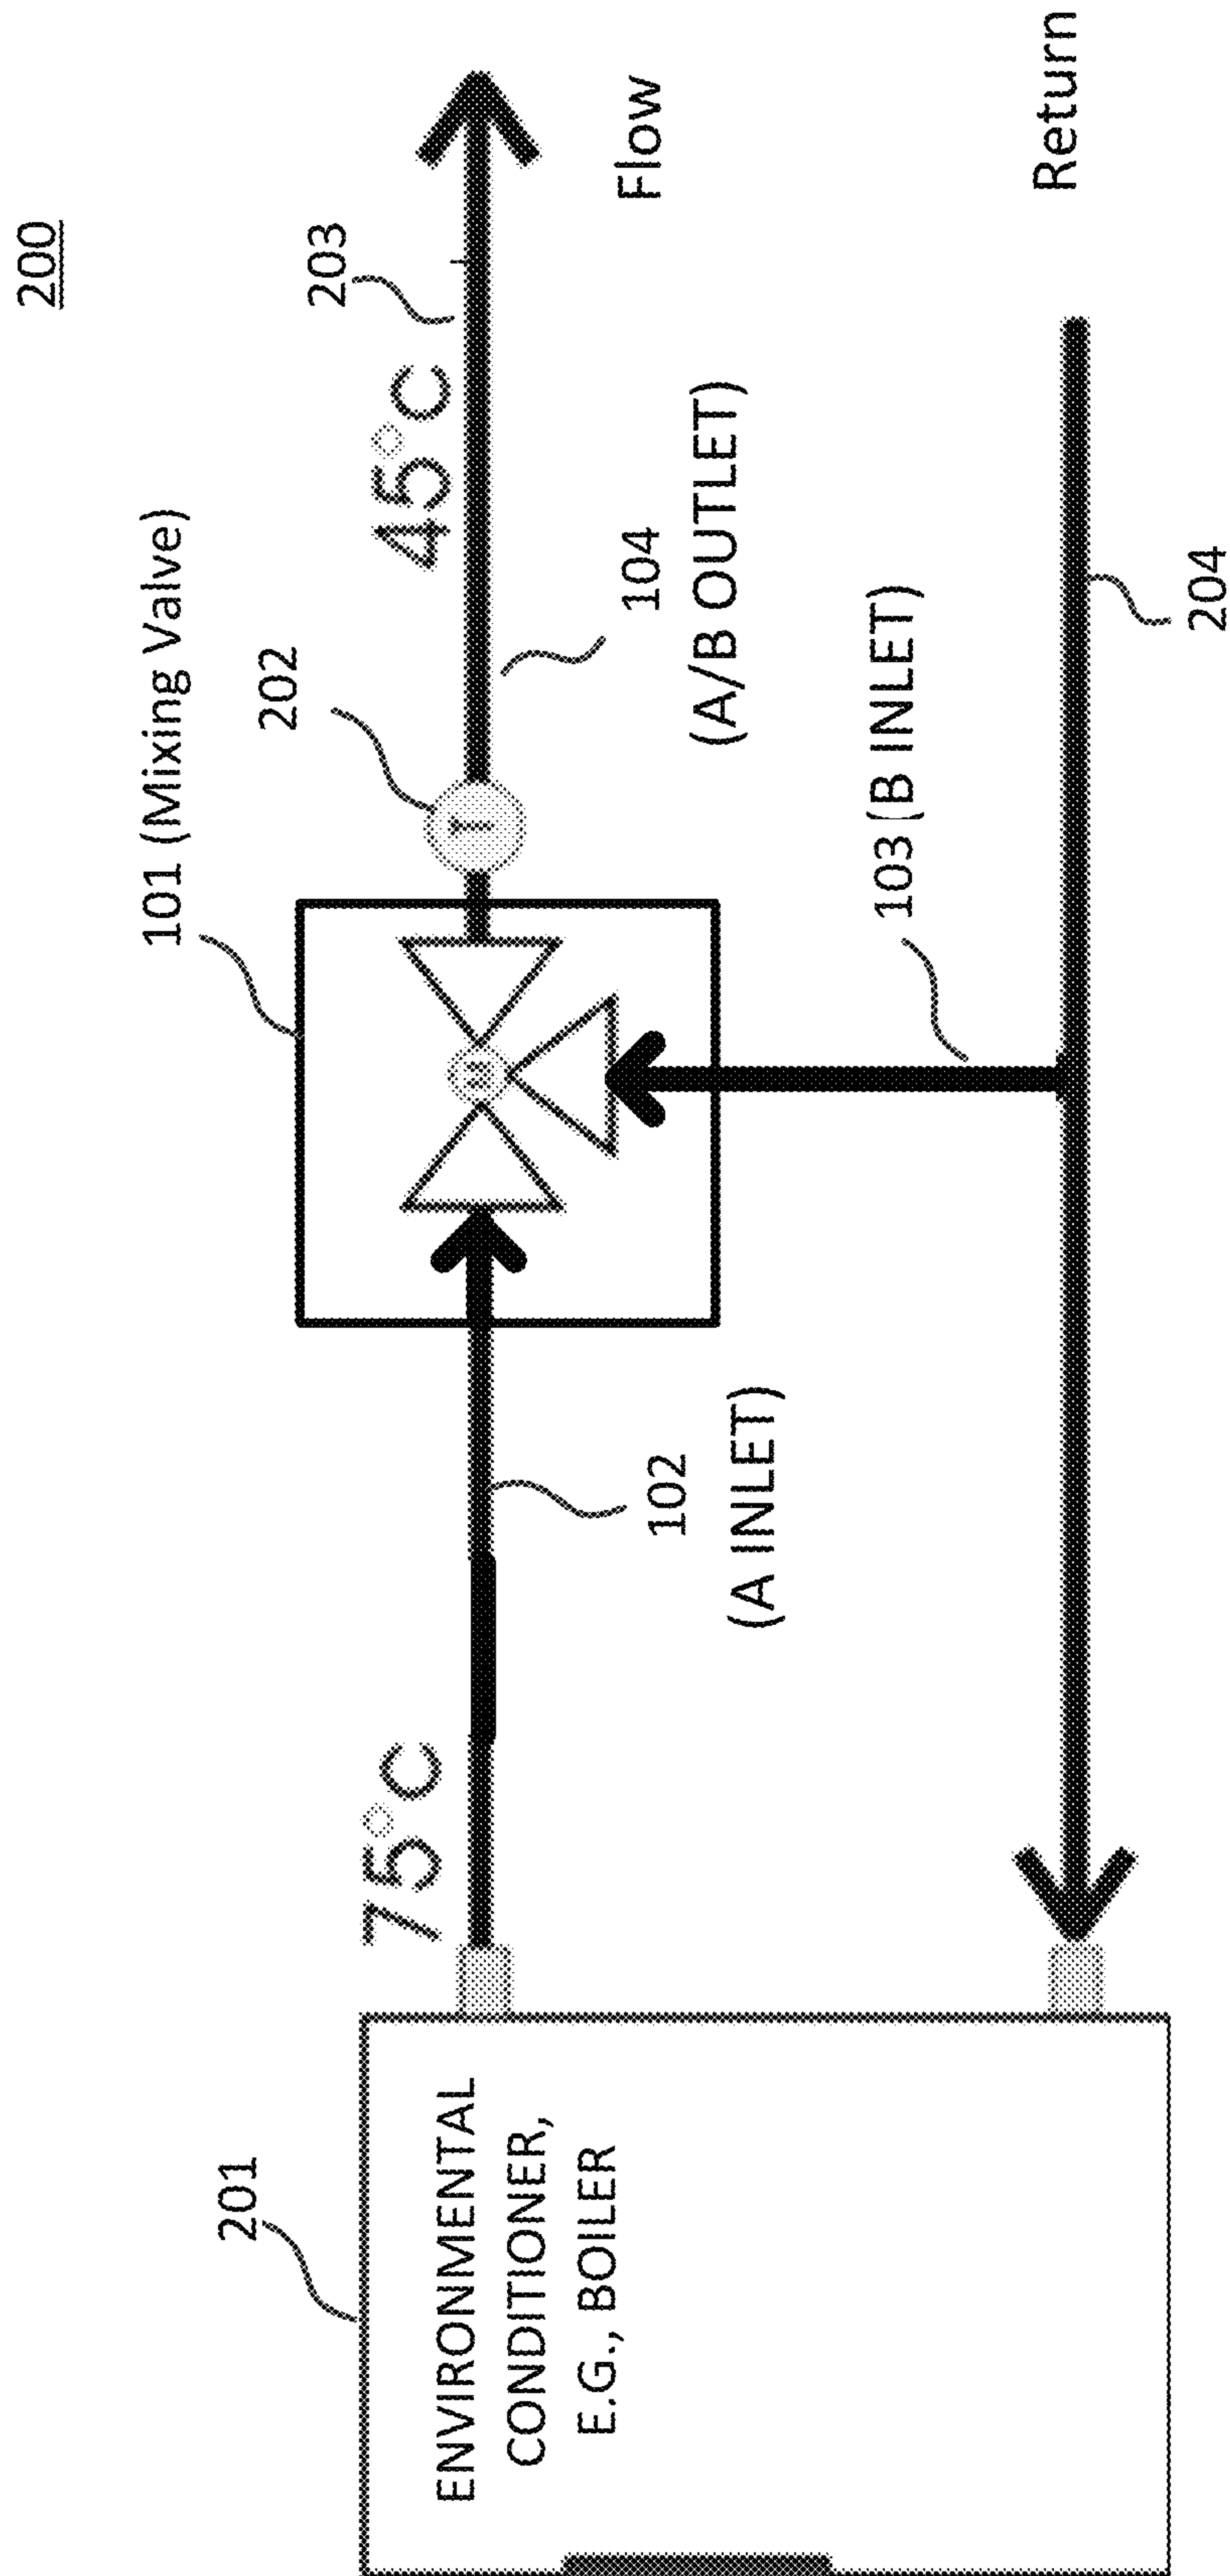 200
101 (Mixing Valve)
201
202
203
75°C
45°C
ENVIRONMENTAL
CONDITIONER,
E.G., BOILER
T
102
(A INLET)
104
(A/B OUTLET)
Flow
103 (B INLET)
Return
204